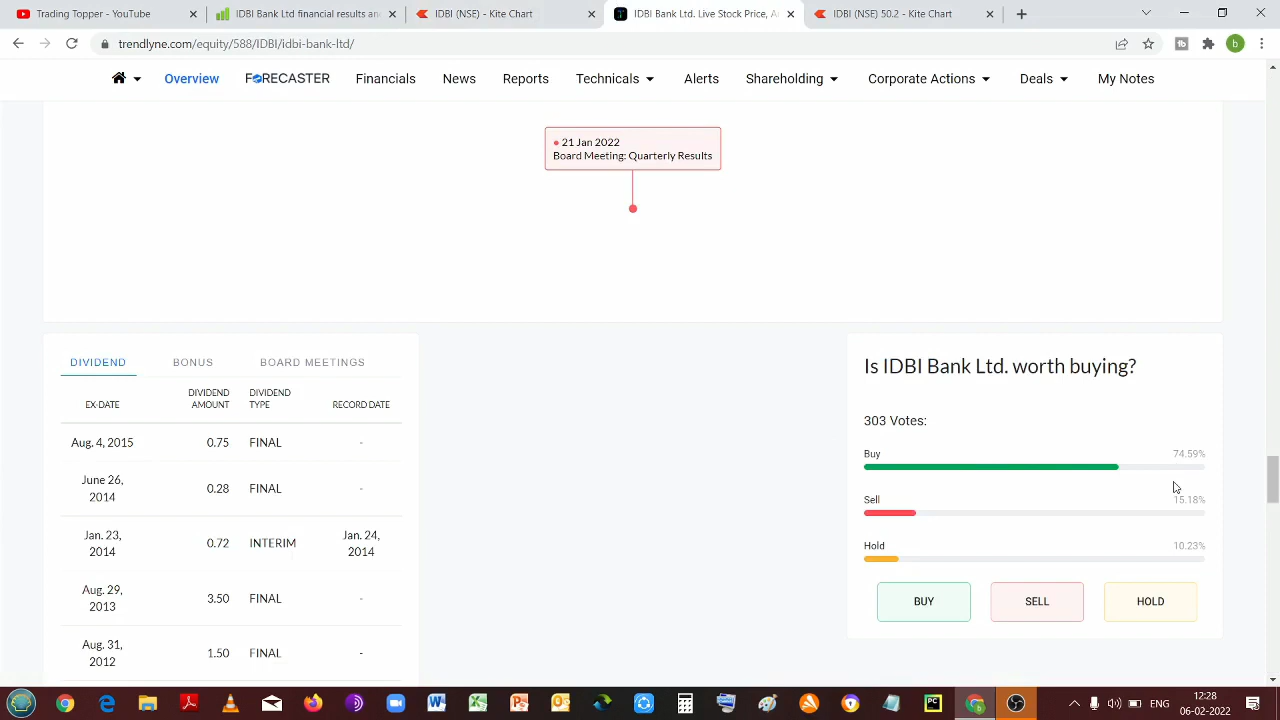 Trading Topper - YouTube
IDBI Bank Ltd financial results an
IDBI (NSE) - Kite Chart
IDBI Bank Ltd. Live Stock Price, A
IDBI (NSE) 50.2 - Kite Chart
trendlyne.com/equity/588/IDBI/idbi-bank-ltd/
b
Overview FORECASTER Financials News Reports Technicals Alerts Shareholding Corporate Actions Deals My Notes
21 Jan 2022
Board Meeting: Quarterly Results
DIVIDEND BONUS BOARD MEETINGS
EX-DATE DIVIDEND AMOUNT DIVIDEND TYPE RECORD DATE
Aug. 4, 2015 0.75 FINAL -
June 26, 2014 0.28 FINAL -
Jan. 23, 2014 0.72 INTERIM Jan. 24, 2014
Aug. 29, 2013 3.50 FINAL -
Aug. 31, 2012 1.50 FINAL -
Is IDBI Bank Ltd. worth buying?
303 Votes:
Buy 74.59%
Sell 15.18%
Hold 10.23%
BUY SELL HOLD
ENG
12:28
06-02-2022